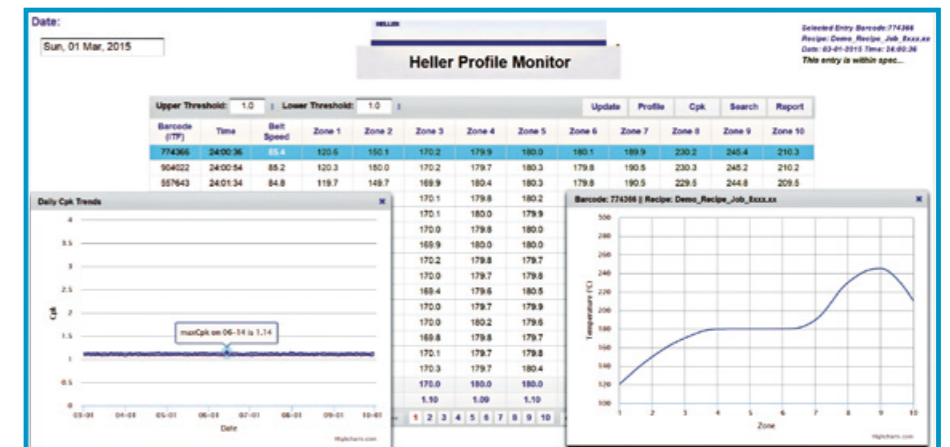 Date:
Sun, 01 Mar, 2015
HELLER
Heller Profile Monitor
Selected Entry Barcode:774366
Recipe: Demo_Recipe_Job_8xxx.xx
Date: 03-01-2015 Time: 24:00:36
This entry is within spec...
Upper Threshold: 1.0 Lower Threshold: 1.0 Update Profile Cpk Search Report
Barcode (ITF) Time Belt Speed Zone 1 Zone 2 Zone 3 Zone 4 Zone 5 Zone 6 Zone 7 Zone 8 Zone 9 Zone 10
774366 24:00:36 85.4 120.6 150.1 170.2 179.9 180.0 180.1 189.9 230.2 245.4 210.3
904022 24:00:54 85.2 120.3 150.0 170.2 179.7 180.3 179.8 190.5 230.3 245.2 210.2
557643 24:01:34 84.8 119.7 149.7 169.9 180.4 180.3 179.8 190.5 229.5 244.8 209.5
170.1 179.8 180.2
170.1 180.0 179.9
170.0 179.8 180.0
169.9 180.0 180.0
170.2 179.8 179.7
170.0 179.7 179.8
169.4 179.6 180.5
170.0 179.7 179.9
170.0 180.2 179.6
169.8 179.8 179.7
170.1 179.7 179.8
170.3 179.7 180.4
170.0 180.0 180.0
1.10 1.09 1.10
1 2 3 4 5 6 7 8 9 10
Daily Cpk Trends
4
3.5
3
2.5
2
1.5
1
0.5
0
Cpk
maxCpk on 06-14 is 1.14
03-01 04-01 05-01 06-01 07-01 08-01 09-01 10-01
Date
Highcharts.com
Barcode: 774366 || Recipe: Demo_Recipe_Job_8xxx.xx
300
280
260
240
220
200
180
160
140
120
100
Temperature (°C)
1 2 3 4 5 6 7 8 9 10
Zone
Highcharts.com